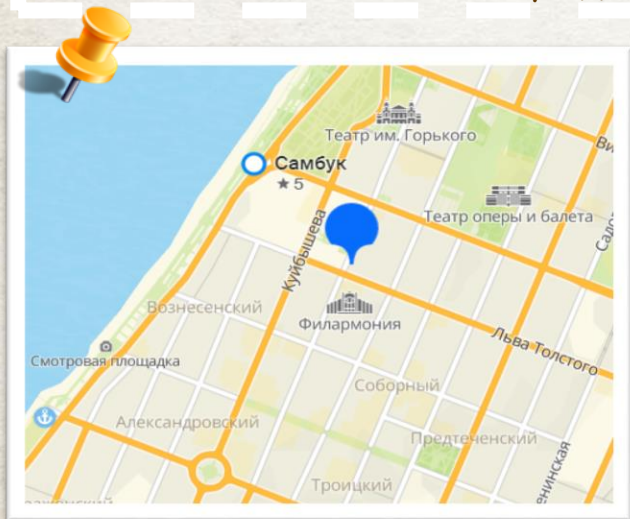 Театр им. Горького
Самбук
★ 5
Театр оперы и балета
Куйбышева
Филармония
Вознесенский
Смотровая площадка
Льва Толстого
Соборный
Александровский
Предтеченский
Троицкий